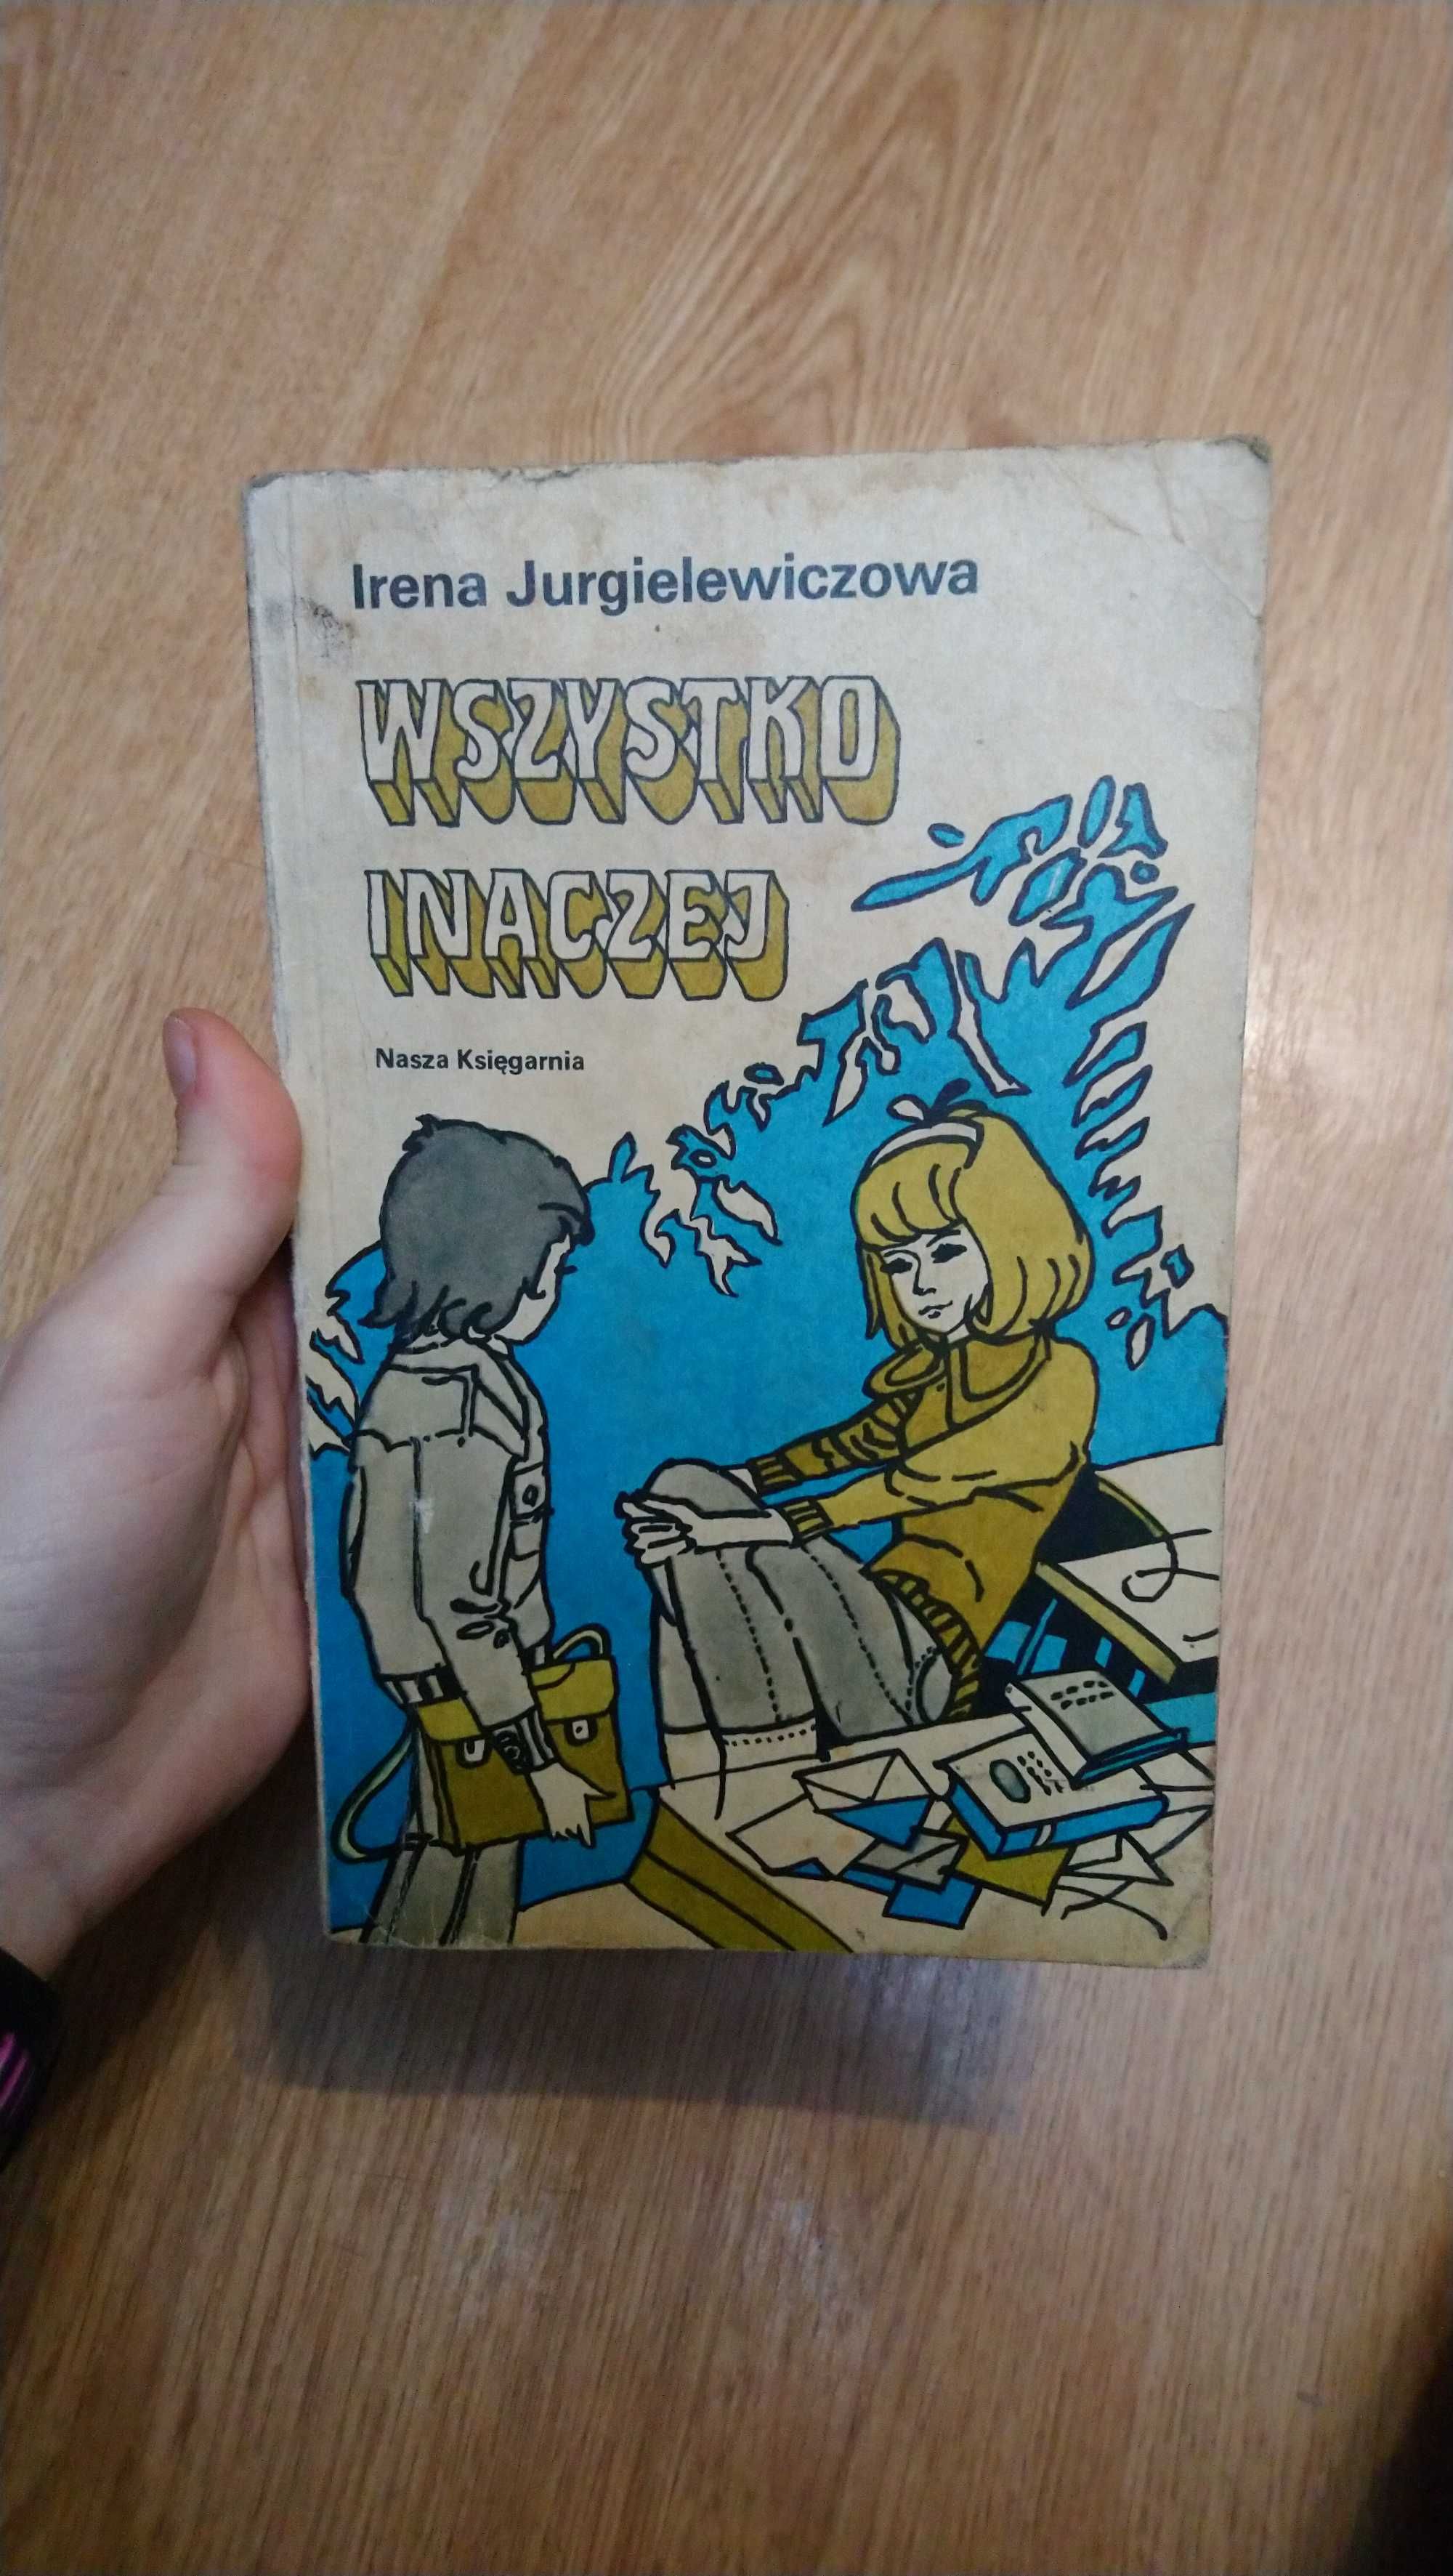 Irena Jurgielewiczowa
WSZYSTKO
INACZEJ
Nasza Księgarnia